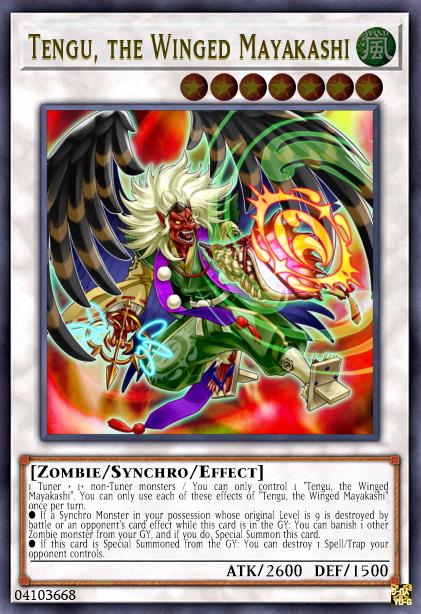 TENGU, THE WINGED MAYAKASHI
WIND
風
[ZOMBIE/SYNCHRO/EFFECT]
1 Tuner + 1+ non-Tuner monsters / You can only control 1 "Tengu, the Winged
Mayakashi". You can only use each of these effects of "Tengu, the Winged Mayakashi"
once per turn.
● If a Synchro Monster in your possession whose original Level is 9 is destroyed by
battle or an opponent's card effect while this card is in the GY: You can banish 1 other
Zombie monster from your GY, and if you do, Special Summon this card.
● If this card is Special Summoned from the GY: You can destroy 1 Spell/Trap your
opponent controls.
ATK/2600 DEF/1500
04103668